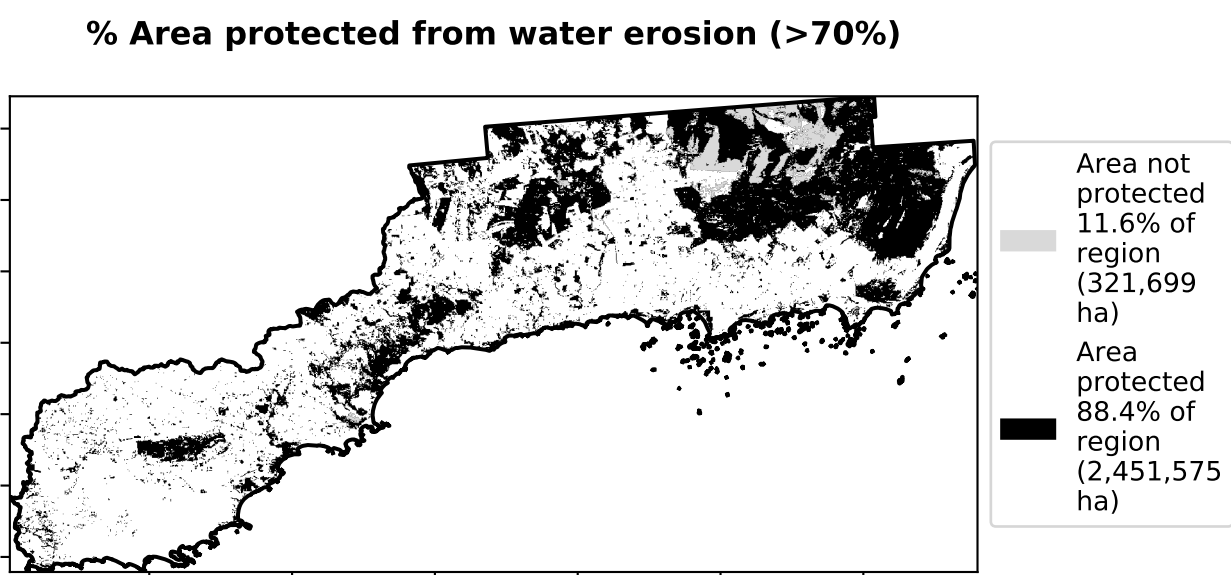 % Area protected from water erosion (>70%)
Area not
protected
11.6% of
region
(321,699
ha)
Area
protected
88.4% of
region
(2,451,575
ha)